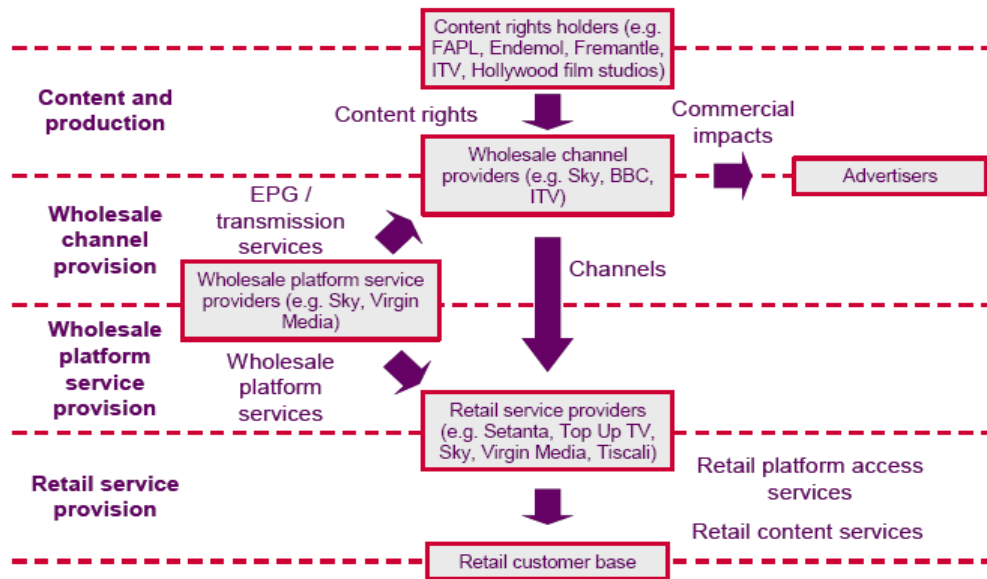 Content rights holders (e.g.
FAPL, Endemol, Fremantle,
ITV, Hollywood film studios)
Content and
production
Content rights
Commercial
impacts
Wholesale channel
providers (e.g. Sky, BBC,
ITV)
Advertisers
EPG /
transmission
services
Wholesale
channel
provision
Wholesale platform service
providers (e.g. Sky, Virgin
Media)
Channels
Wholesale
platform
service
provision
Wholesale
platform
services
Retail service providers
(e.g. Setanta, Top Up TV,
Sky, Virgin Media, Tiscali)
Retail service
provision
Retail platform access
services
Retail content services
Retail customer base